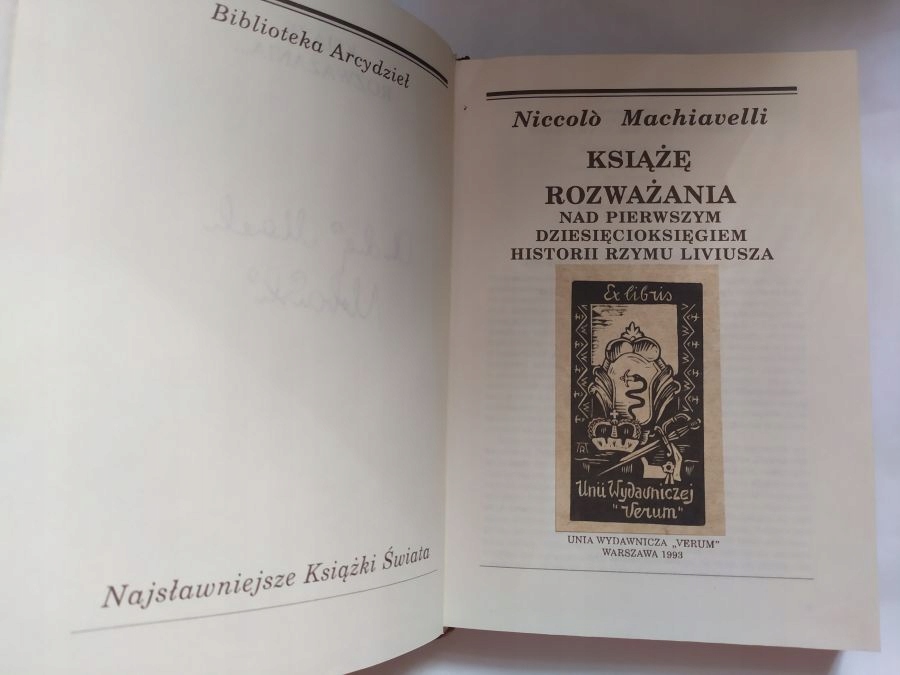 Biblioteka Arcydzieł
Najsławniejsze Książki Świata
Niccolò Machiavelli
KSIĄŻĘ
ROZWAŻANIA
NAD PIERWSZYM
DZIESIĘCIOKSIĘGIEM
HISTORII RZYMU LIVIUSZA
Ex libris
Unii Wydawniczej
"Verum"
UNIA WYDAWNICZA „VERUM"
WARSZAWA 1993